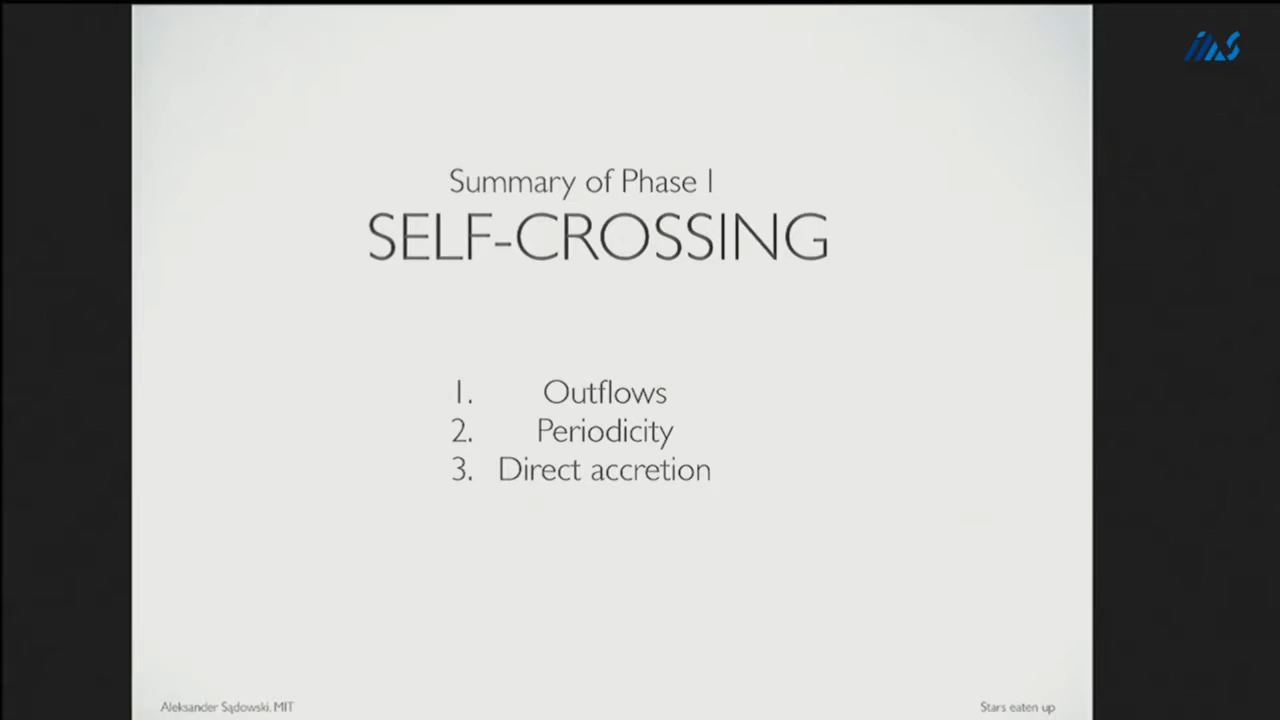 Summary of Phase I
SELF-CROSSING
1. Outflows
2. Periodicity
3. Direct accretion
Aleksander Sądowski, MIT
Stars eaten up